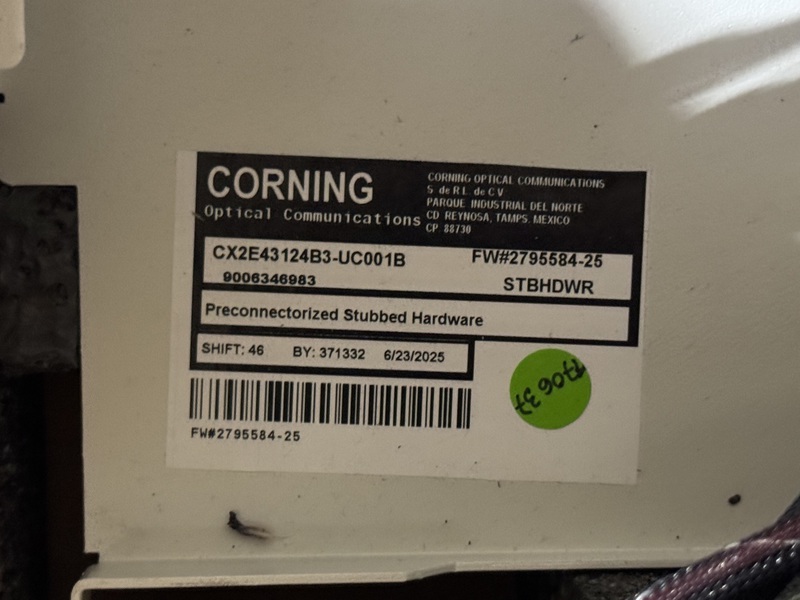 CORNING
Optical Communications
CORNING OPTICAL COMMUNICATIONS
S de R.L. de C V
PARQUE INDUSTRIAL DEL NORTE
CD REYNOSA, TAMPS. MEXICO
CP 88730
CX2E43124B3-UC001B
FW#2795584-25
9006346983
STBHDWR
Preconnectorized Stubbed Hardware
SHIFT: 46 BY: 371332 6/23/2025
FW#2795584-25